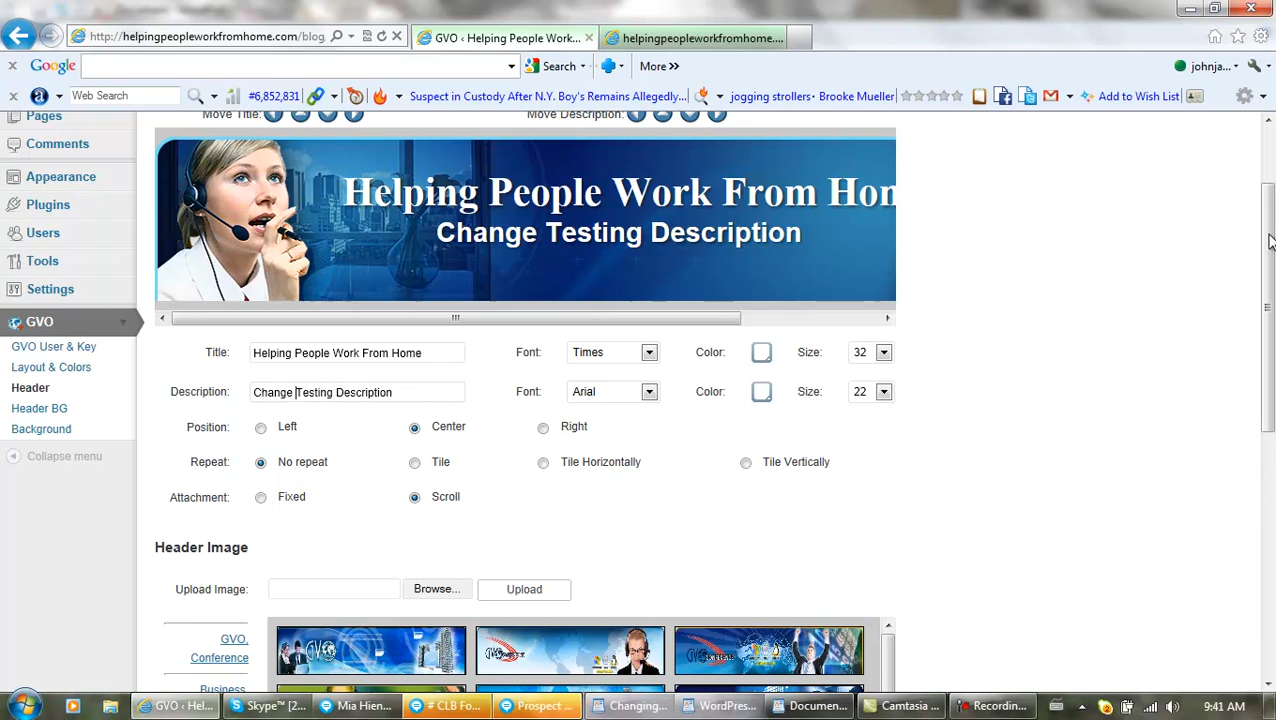 http://helpingpeopleworkfromhome.com/blog.
GVO ‹ Helping People Work...
helpingpeopleworkfromhome....
Google
Search
More »
johnja...
Web Search
#6,852,831
Suspect in Custody After N.Y. Boy's Remains Allegedly...
jogging strollers
Brooke Mueller
Add to Wish List
Pages
Comments
Appearance
Plugins
Users
Tools
Settings
GVO
GVO User & Key
Layout & Colors
Header
Header BG
Background
Collapse menu
Move Title:
Move Description:
Helping People Work From Hon
Change Testing Description
Title: Helping People Work From Home Font: Times Color: Size: 32
Description: Change Testing Description Font: Arial Color: Size: 22
Position: Left Center Right
Repeat: No repeat Tile Tile Horizontally Tile Vertically
Attachment: Fixed Scroll
Header Image
Upload Image: Browse... Upload
GVO,
Conference
Business
GVO
GVO ‹ Hel...
Skype™ [2...
Mia Hien...
# CLB Fo...
Prospect ...
Changing...
WordPres...
Documen...
Camtasia ...
Recordin...
9:41 AM